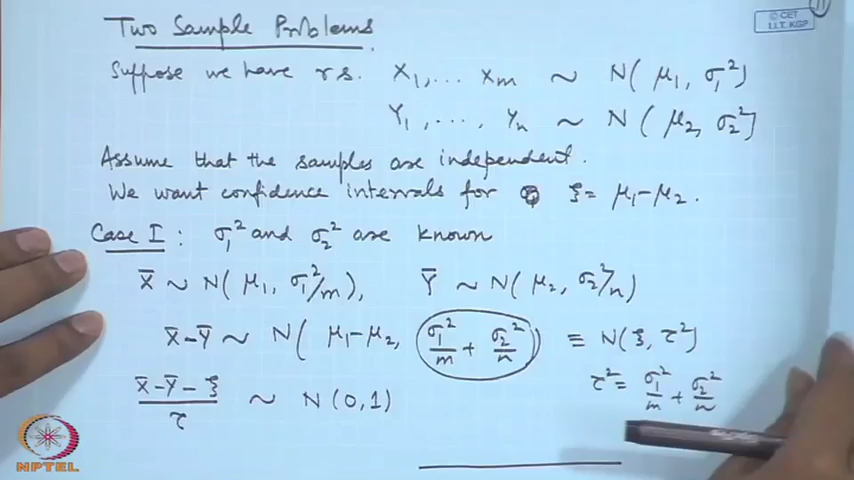 Two Sample Problems
© CET
I.I.T. KGP
11
Suppose we have r.s. X₁, ... Xₘ ~ N(μ₁, σ₁²)
Y₁, ..., Yₙ ~ N(μ₂, σ₂²)
Assume that the samples are independent.
We want confidence intervals for ξ = μ₁-μ₂.
Case I : σ₁² and σ₂² are known
X̄ ~ N(μ₁, σ₁²/m), Ȳ ~ N(μ₂, σ₂²/n)
X̄-Ȳ ~ N(μ₁-μ₂, σ₁²/m + σ₂²/n) ≡ N(ξ, τ²)
τ² = σ₁²/m + σ₂²/n
(X̄-Ȳ-ξ)/τ ~ N(0,1)
NPTEL